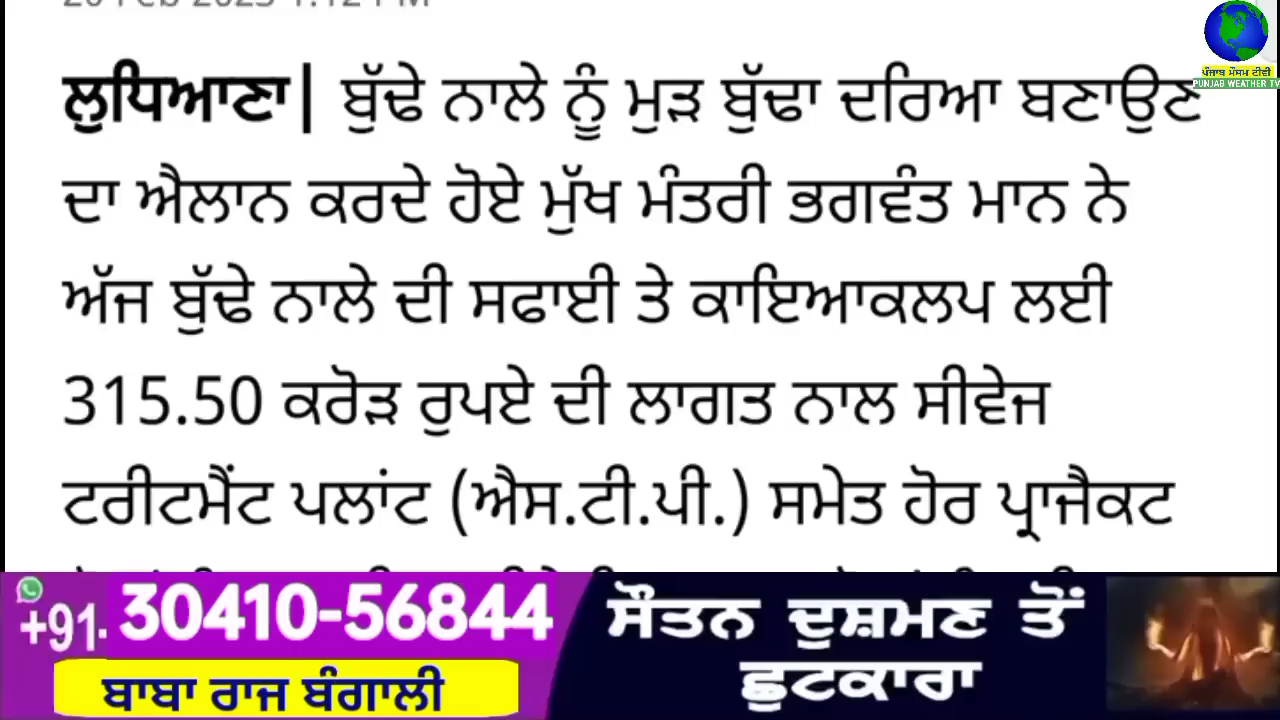 ਲੁਧਿਆਣਾ| ਬੁੱਢੇ ਨਾਲੇ ਨੂੰ ਮੁੜ ਬੁੱਢਾ ਦਰਿਆ ਬਣਾਉਣ
ਦਾ ਐਲਾਨ ਕਰਦੇ ਹੋਏ ਮੁੱਖ ਮੰਤਰੀ ਭਗਵੰਤ ਮਾਨ ਨੇ
ਅੱਜ ਬੁੱਢੇ ਨਾਲੇ ਦੀ ਸਫਾਈ ਤੇ ਕਾਇਆਕਲਪ ਲਈ
315.50 ਕਰੋੜ ਰੁਪਏ ਦੀ ਲਾਗਤ ਨਾਲ ਸੀਵੇਜ
ਟਰੀਟਮੈਂਟ ਪਲਾਂਟ (ਐਸ.ਟੀ.ਪੀ.) ਸਮੇਤ ਹੋਰ ਪ੍ਰਾਜੈਕਟ
ਪੰਜਾਬ ਮੌਸਮ ਟੀਵੀ
PUNJAB WEATHER TV
+91- 30410-56844
ਬਾਬਾ ਰਾਜ ਬੰਗਾਲੀ
ਸੌਤਨ ਦੁਸ਼ਮਣ ਤੋਂ
ਛੁਟਕਾਰਾ